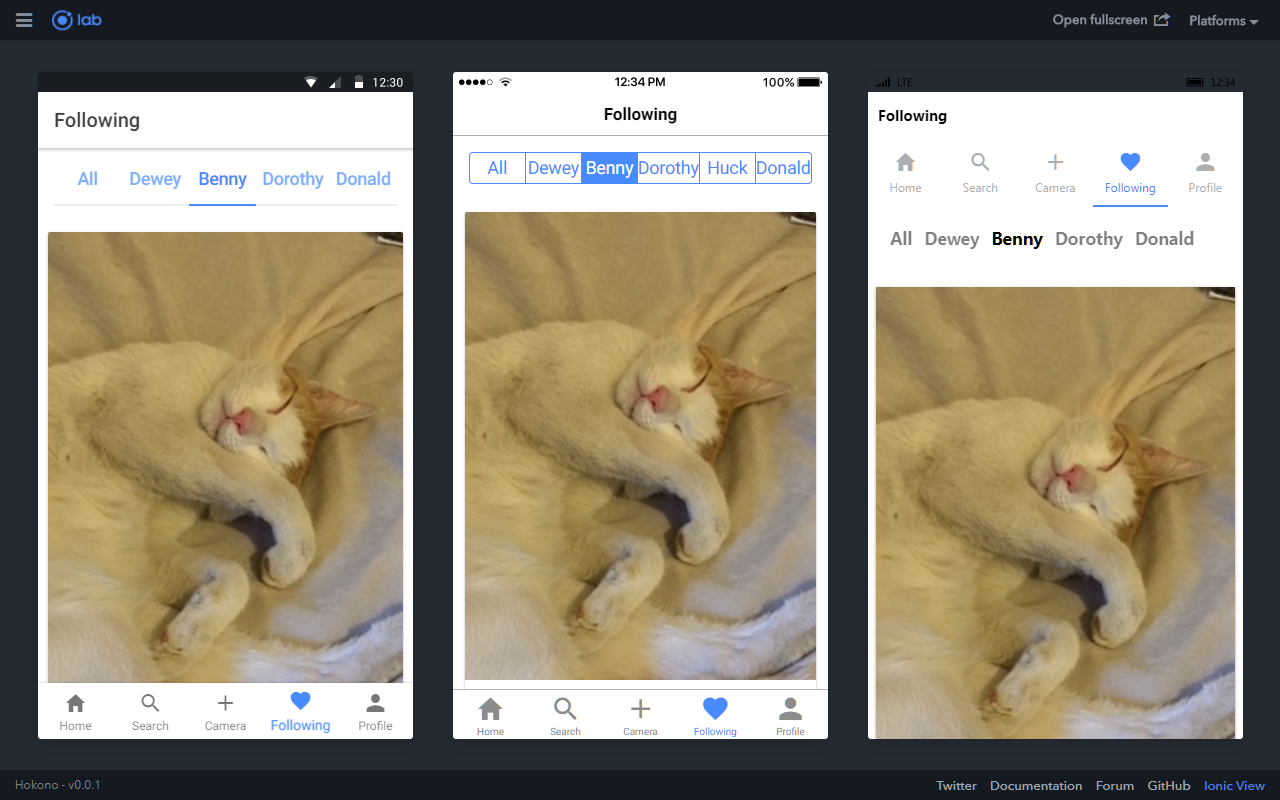 lab
Open fullscreen Platforms
12:30
Following
All Dewey Benny Dorothy Donald
Home Search Camera Following Profile
12:34 PM 100%
Following
All Dewey Benny Dorothy Huck Donald
Home Search Camera Following Profile
LTE 12:34
Following
Home Search Camera Following Profile
All Dewey Benny Dorothy Donald
Hokono - v0.0.1
Twitter Documentation Forum GitHub Ionic View